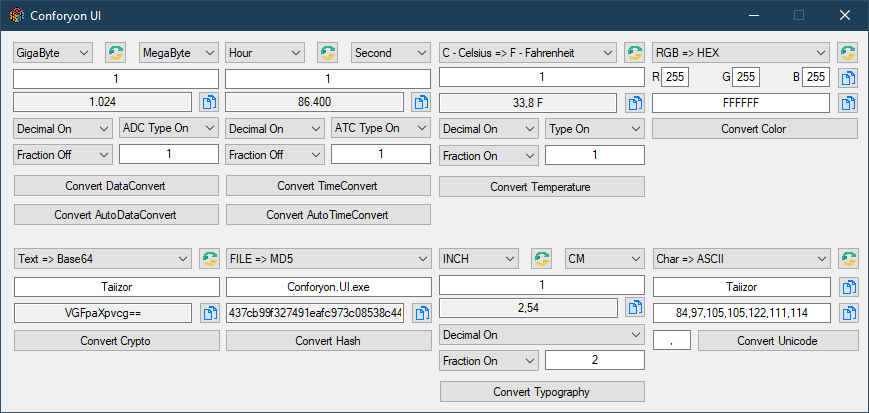 Conforyon UI
GigaByte MegaByte Hour Second C - Celsius => F - Fahrenheit RGB => HEX
1 1 1 R 255 G 255 B 255
1.024 86.400 33,8 F FFFFFF
Decimal On ADC Type On Decimal On ATC Type On Decimal On Type On Convert Color
Fraction Off 1 Fraction Off 1 Fraction On 1
Convert DataConvert Convert TimeConvert Convert Temperature
Convert AutoDataConvert Convert AutoTimeConvert
Text => Base64 FILE => MD5 INCH CM Char => ASCII
Taiizor Conforyon.UI.exe 1 Taiizor
VGFpaXpvcg== 437cb99f327491eafc973c08538c44 2,54 84,97,105,105,122,111,114
Convert Crypto Convert Hash Decimal On , Convert Unicode
Fraction On 2
Convert Typography